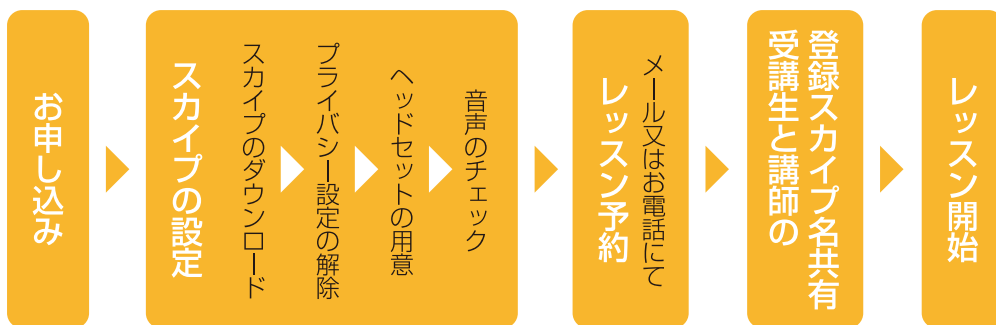 お申し込み
スカイプの設定
スカイプのダウンロード
プライバシー設定の解除
ヘッドセットの用意
音声のチェック
レッスン予約
メール又はお電話にて
受講生と講師の
登録スカイプ名共有
レッスン開始